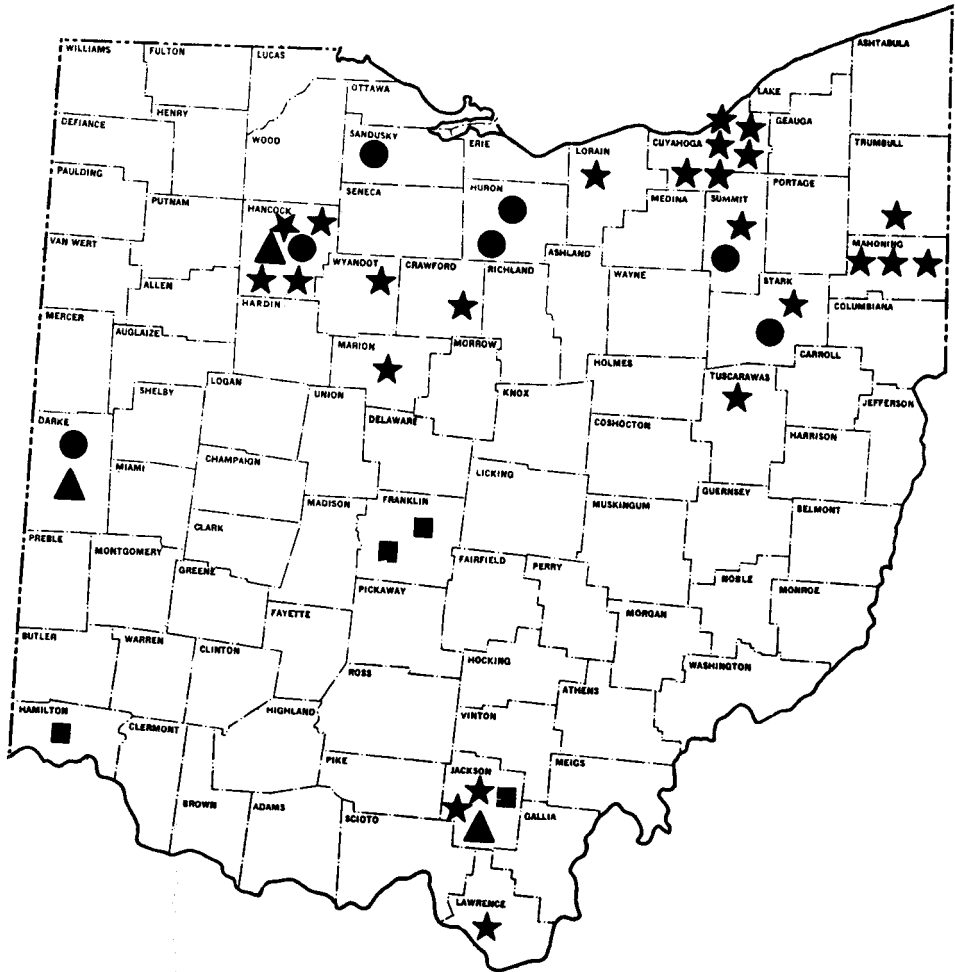 WILLIAMS
FULTON
LUCAS
ASHTABULA
OTTAWA
LAKE
HENRY
DEFIANCE
WOOD
SANDUSKY
ERIE
LORAIN
CUYAHOGA
GEAUGA
TRUMBULL
PAULDING
PUTNAM
SENECA
HURON
MEDINA
SUMMIT
PORTAGE
HANCOCK
VAN WERT
ASHLAND
MAHONING
WYANDOT
CRAWFORD
RICHLAND
WAYNE
STARK
ALLEN
HARDIN
COLUMBIANA
MERCER
AUGLAIZE
MARION
MORROW
HOLMES
CARROLL
TUSCARAWAS
LOGAN
SHELBY
UNION
KNOX
JEFFERSON
DARKE
DELAWARE
COSHOCTON
HARRISON
MIAMI
CHAMPAIGN
LICKING
MADISON
FRANKLIN
MUSKINGUM
GUERNSEY
BELMONT
CLARK
PREBLE
MONTGOMERY
GREENE
FAIRFIELD
PERRY
NOBLE
MONROE
PICKAWAY
FAYETTE
MORGAN
BUTLER
WARREN
CLINTON
HOCKING
WASHINGTON
ROSS
ATHENS
HAMILTON
CLERMONT
HIGHLAND
VINTON
PIKE
JACKSON
MEIGS
BROWN
ADAMS
SCIOTO
GALLIA
LAWRENCE